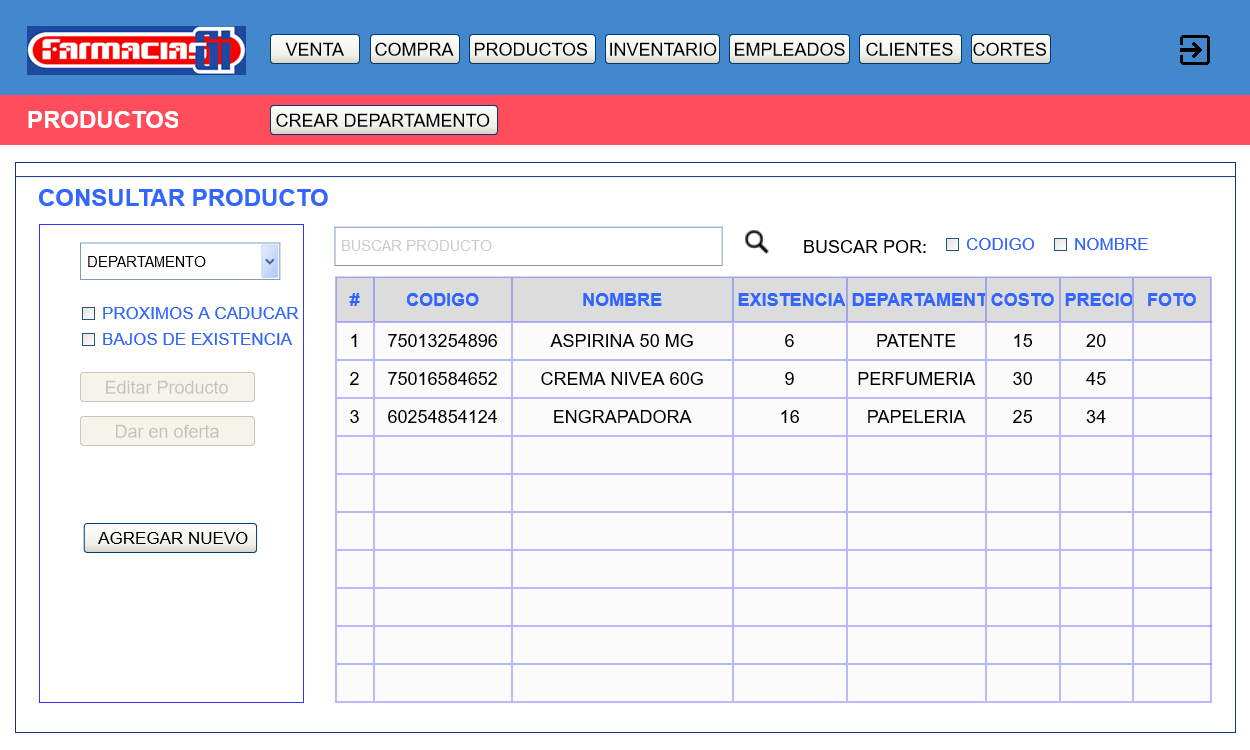 Farmacias GI
VENTA COMPRA PRODUCTOS INVENTARIO EMPLEADOS CLIENTES CORTES
PRODUCTOS CREAR DEPARTAMENTO
CONSULTAR PRODUCTO
DEPARTAMENTO
PROXIMOS A CADUCAR
BAJOS DE EXISTENCIA
Editar Producto
Dar en oferta
AGREGAR NUEVO
BUSCAR PRODUCTO BUSCAR POR: CODIGO NOMBRE
# CODIGO NOMBRE EXISTENCIA DEPARTAMENT COSTO PRECIO FOTO
1 75013254896 ASPIRINA 50 MG 6 PATENTE 15 20
2 75016584652 CREMA NIVEA 60G 9 PERFUMERIA 30 45
3 60254854124 ENGRAPADORA 16 PAPELERIA 25 34